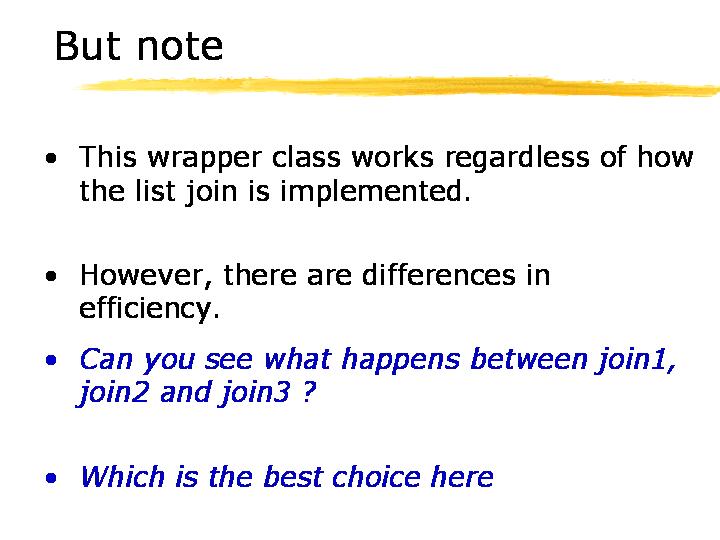 But note
• This wrapper class works regardless of how
the list join is implemented.
• However, there are differences in
efficiency.
• Can you see what happens between join1,
join2 and join3 ?
• Which is the best choice here